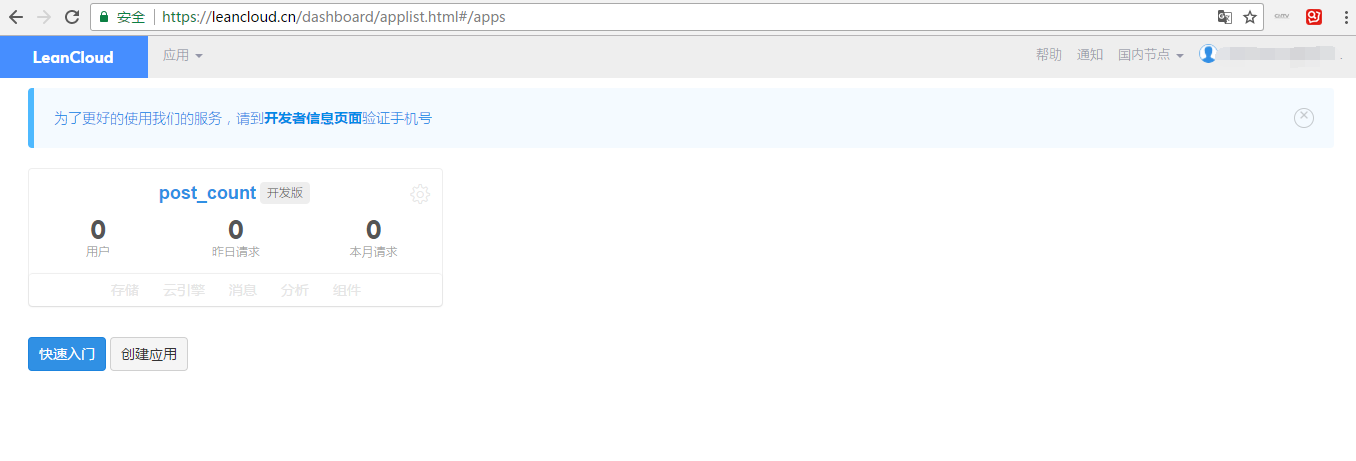 安全 https://leancloud.cn/dashboard/applist.html#/apps
LeanCloud 应用 帮助 通知 国内节点
为了更好的使用我们的服务，请到开发者信息页面验证手机号
post_count 开发版
0 0 0
用户 昨日请求 本月请求
存储 云引擎 消息 分析 组件
快速入门 创建应用